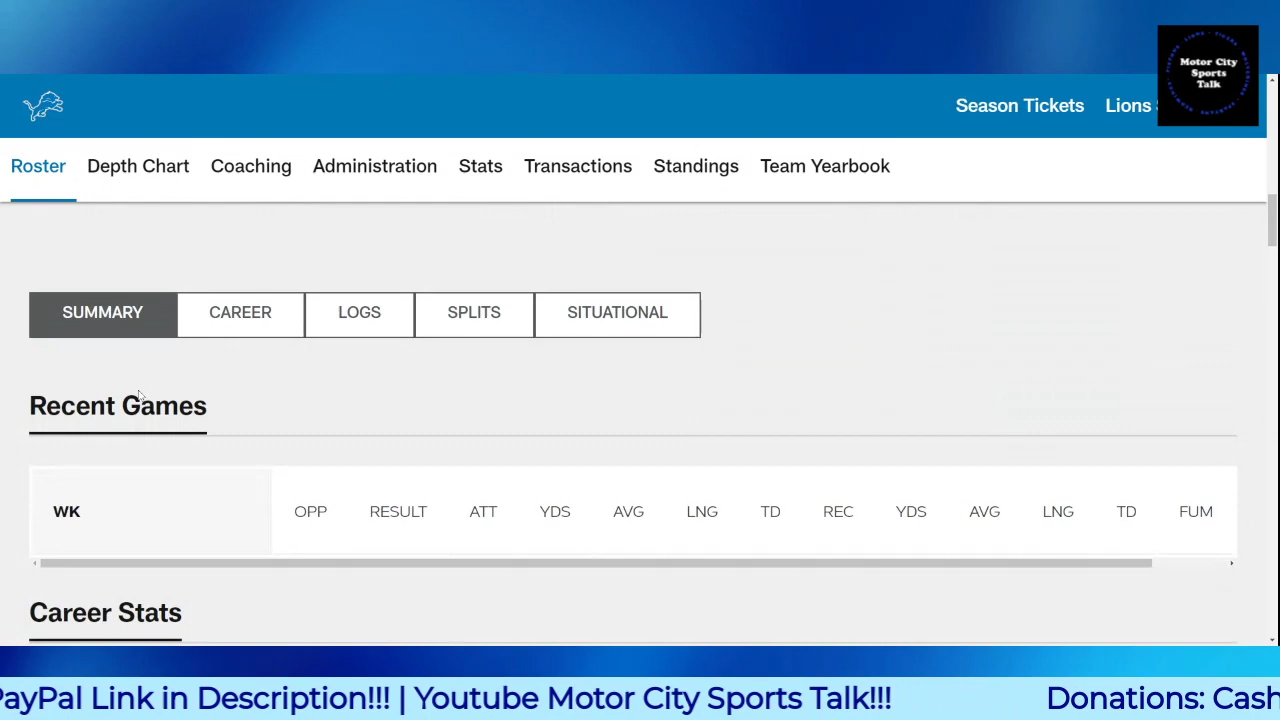 Motor City
Sports
Talk
Season Tickets Lions
Roster Depth Chart Coaching Administration Stats Transactions Standings Team Yearbook
SUMMARY CAREER LOGS SPLITS SITUATIONAL
Recent Games
WK OPP RESULT ATT YDS AVG LNG TD REC YDS AVG LNG TD FUM
Career Stats
PayPal Link in Description!!! | Youtube Motor City Sports Talk!!! Donations: Cash